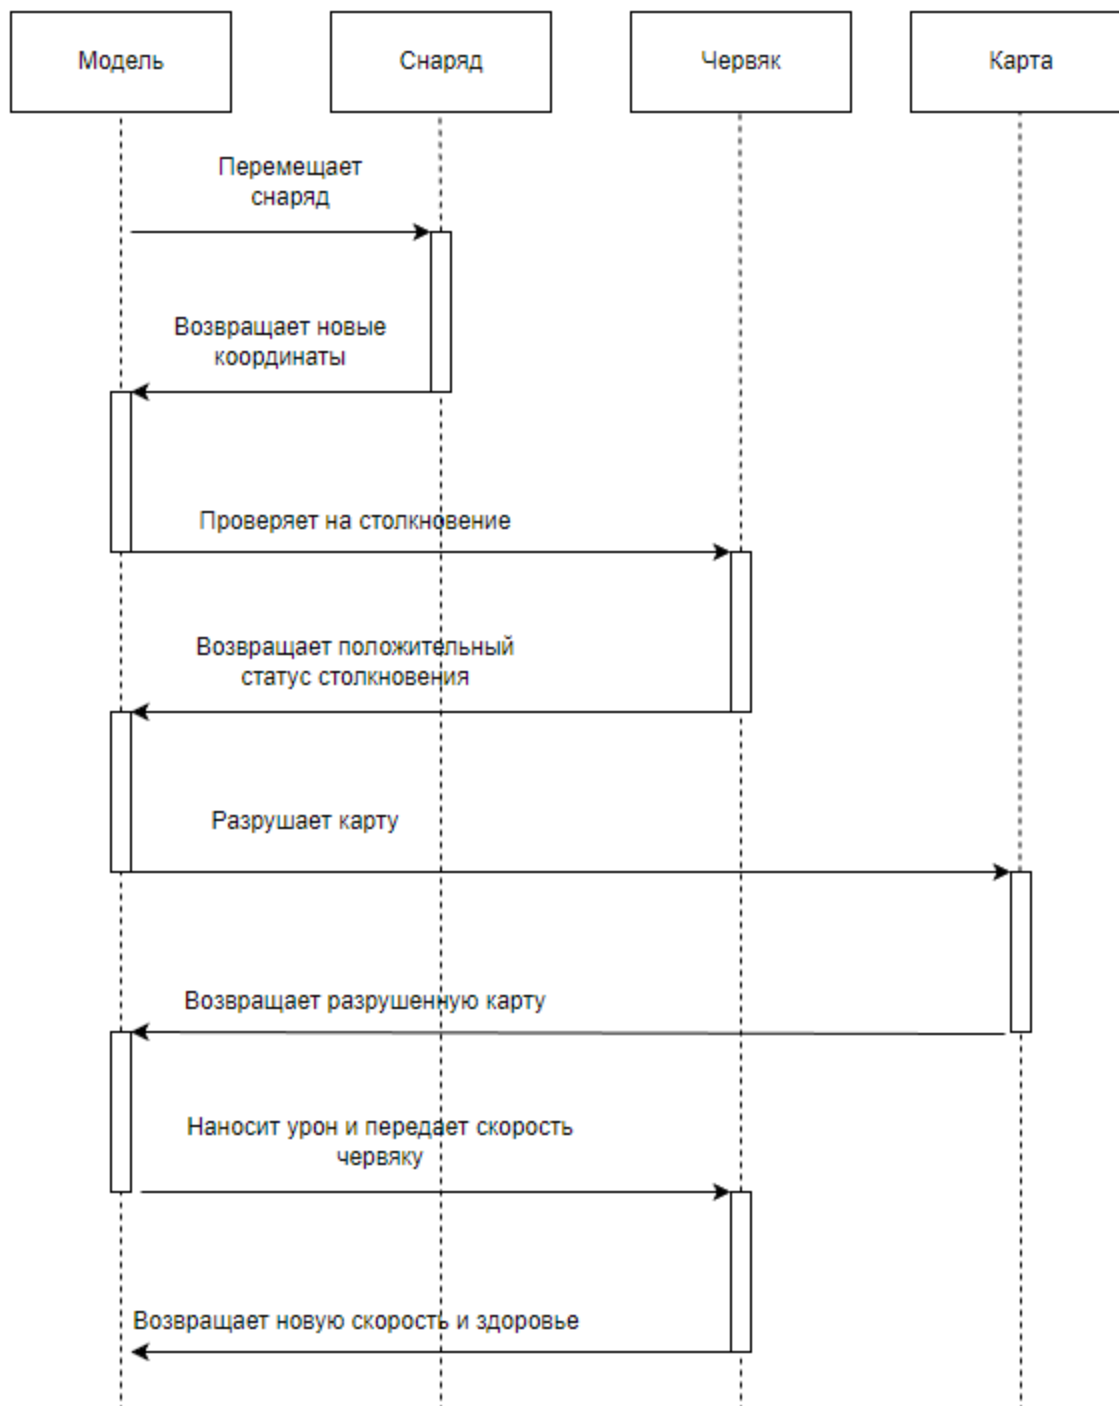 Модель
Снаряд
Червяк
Карта
Перемещает
снаряд
Возвращает новые
координаты
Проверяет на столкновение
Возвращает положительный
статус столкновения
Разрушает карту
Возвращает разрушенную карту
Наносит урон и передает скорость
червяку
Возвращает новую скорость и здоровье